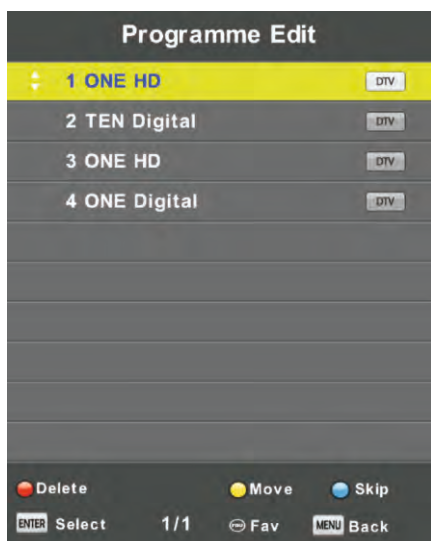 Programme Edit
1 ONE HD DTV
2 TEN Digital DTV
3 ONE HD DTV
4 ONE Digital DTV
Delete Move Skip
ENTER Select 1/1 Fav MENU Back